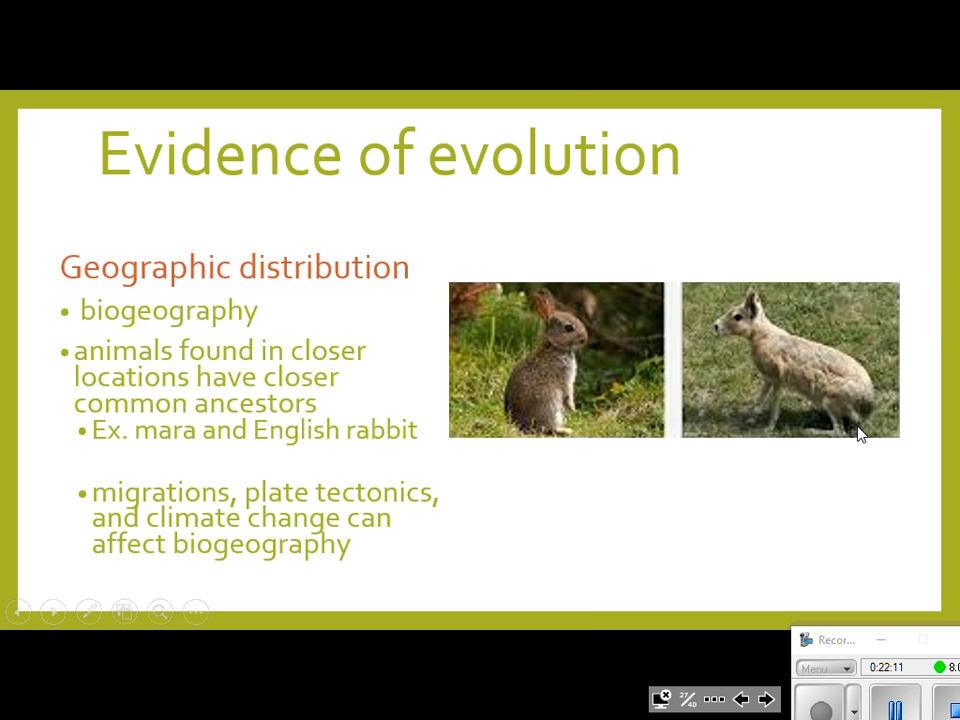 Evidence of evolution
Geographic distribution
• biogeography
• animals found in closer
locations have closer
common ancestors
• Ex. mara and English rabbit
• migrations, plate tectonics,
and climate change can
affect biogeography
Recor...
Menu
0:22:11
8.0
27/40